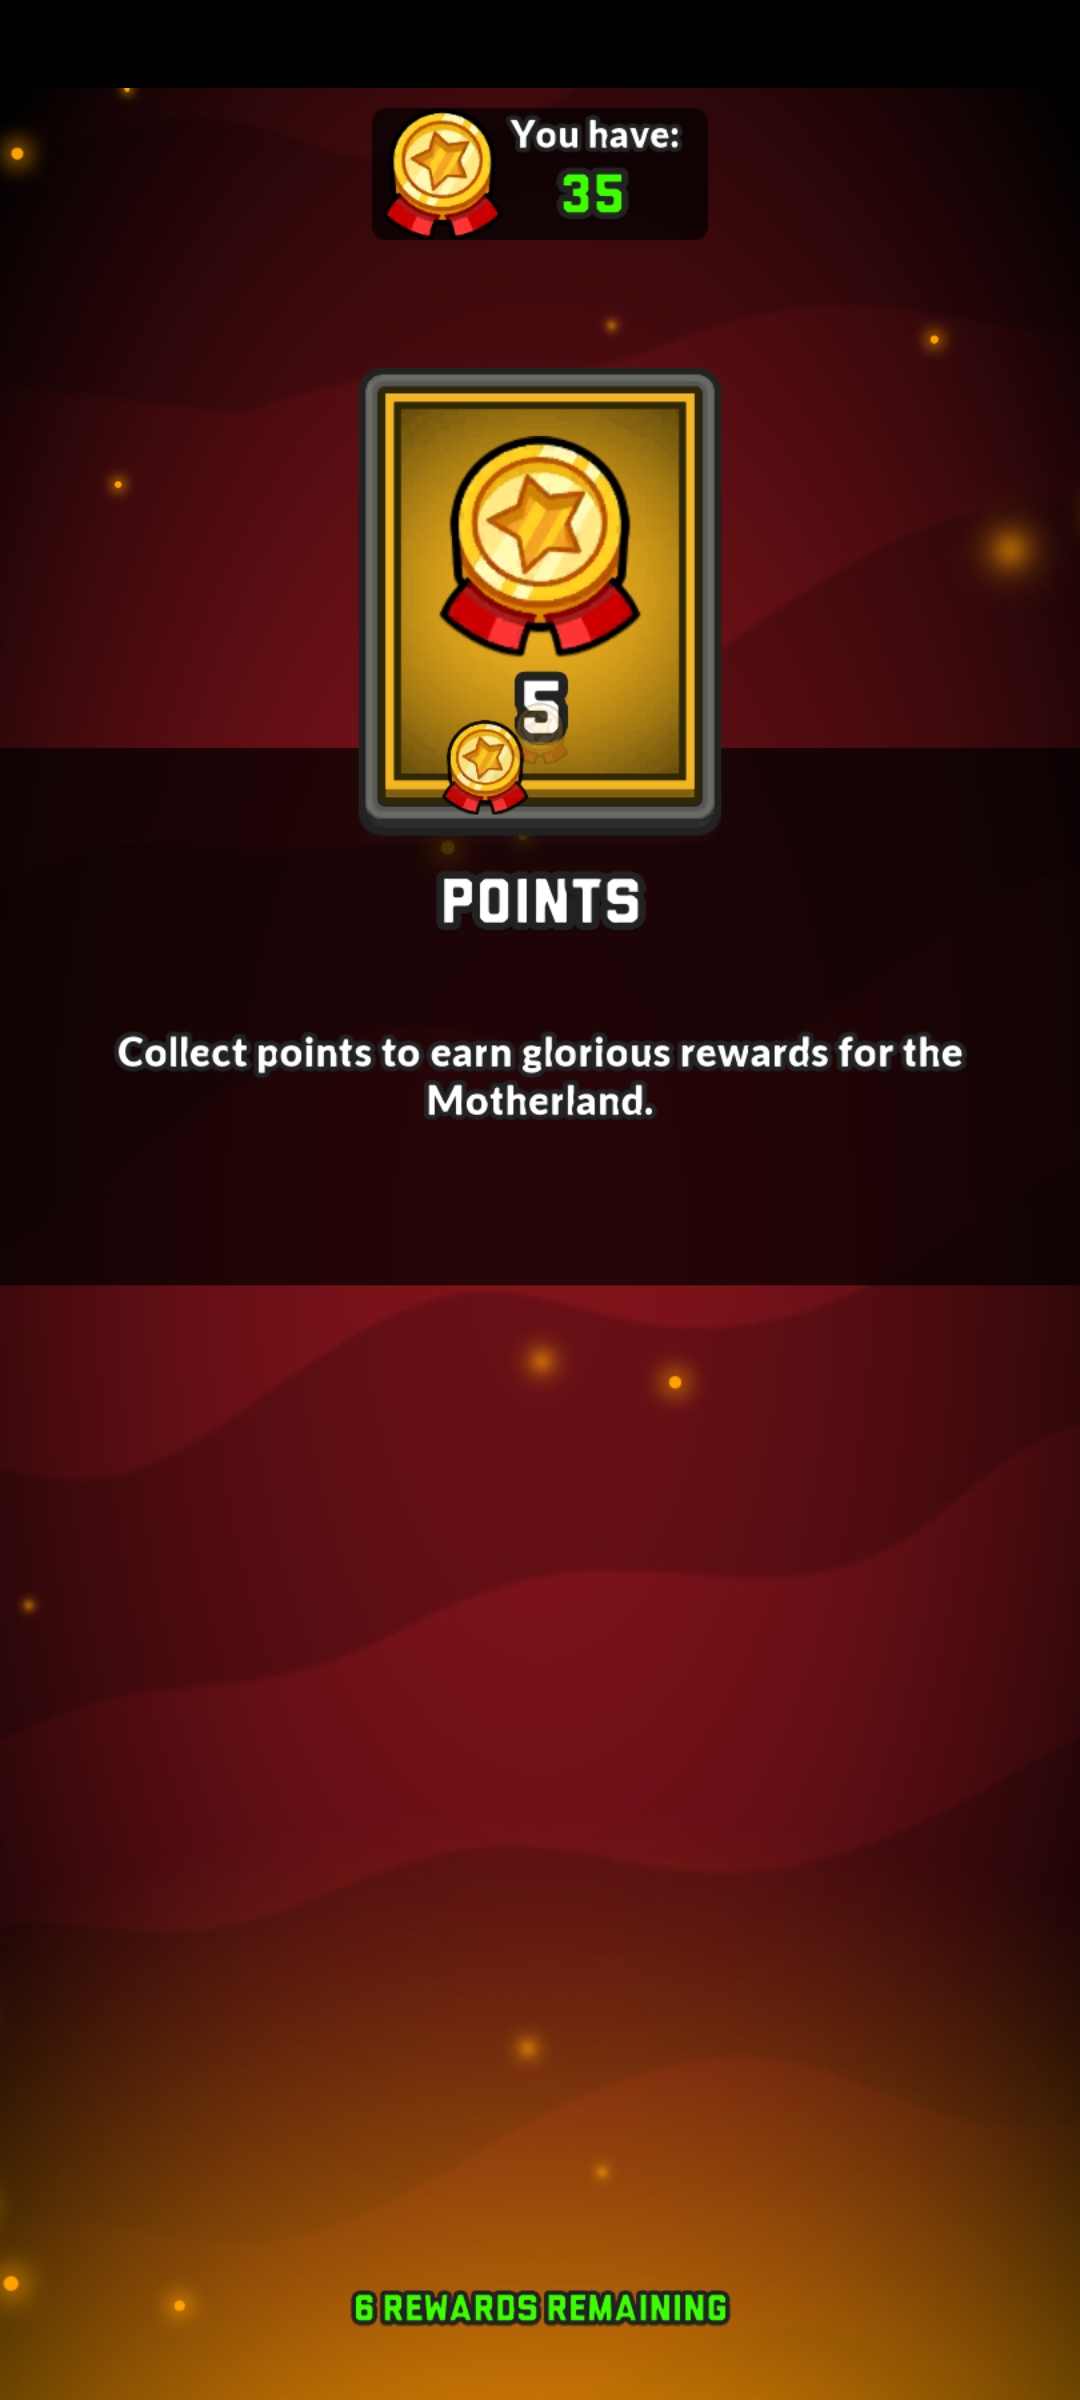 You have:
35
5
POINTS
Collect points to earn glorious rewards for the
Motherland.
6 REWARDS REMAINING